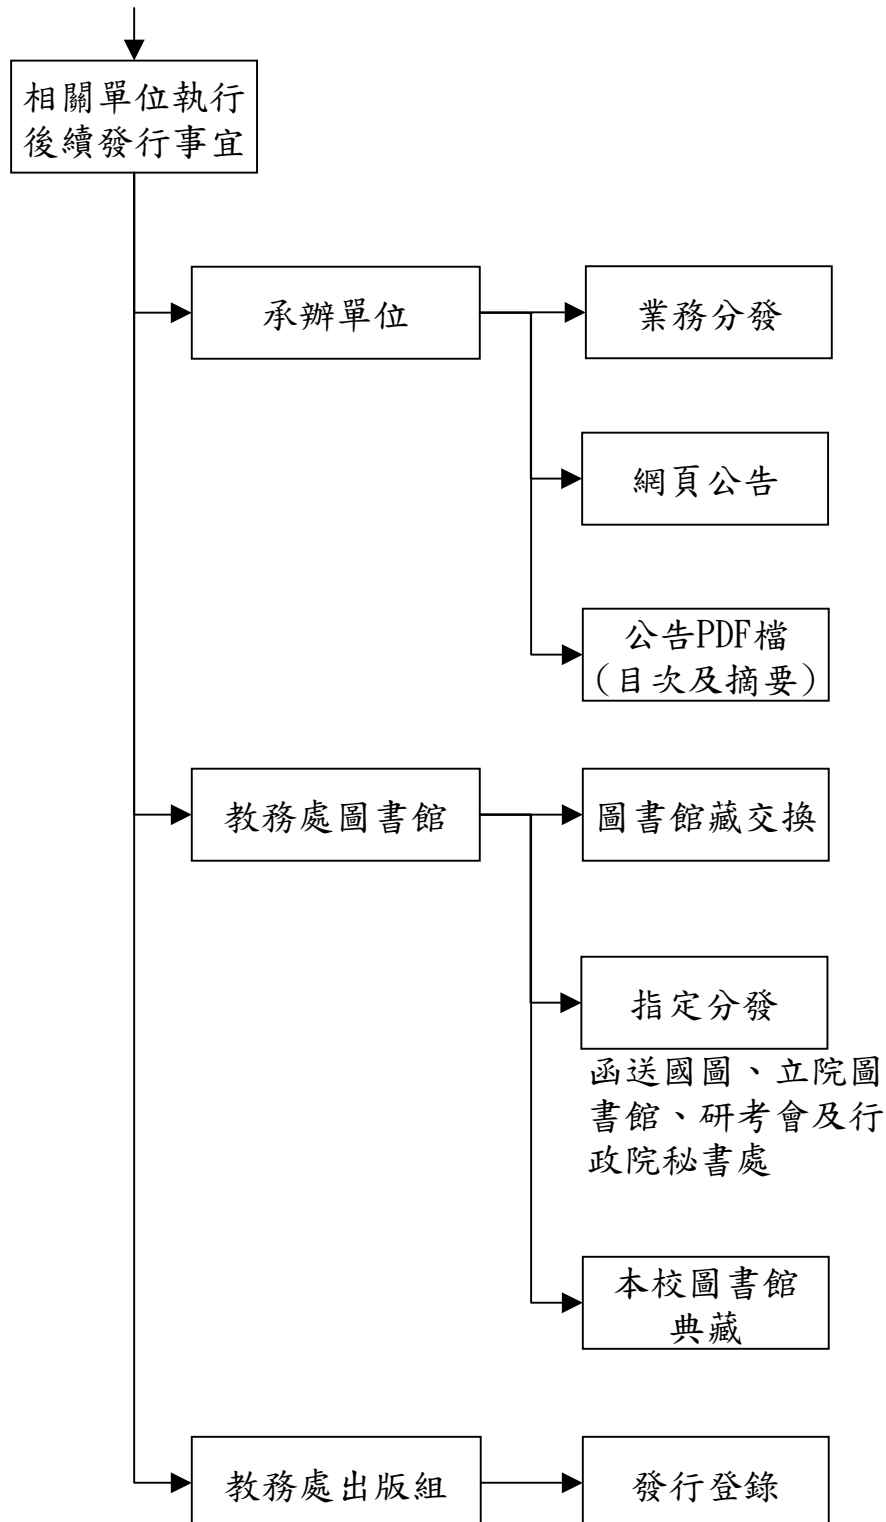 相關單位執行
後續發行事宜
承辦單位
業務分發
網頁公告
公告PDF檔
（目次及摘要）
教務處圖書館
圖書館藏交換
指定分發
函送國圖、立院圖
書館、研考會及行
政院秘書處
本校圖書館
典藏
教務處出版組
發行登錄